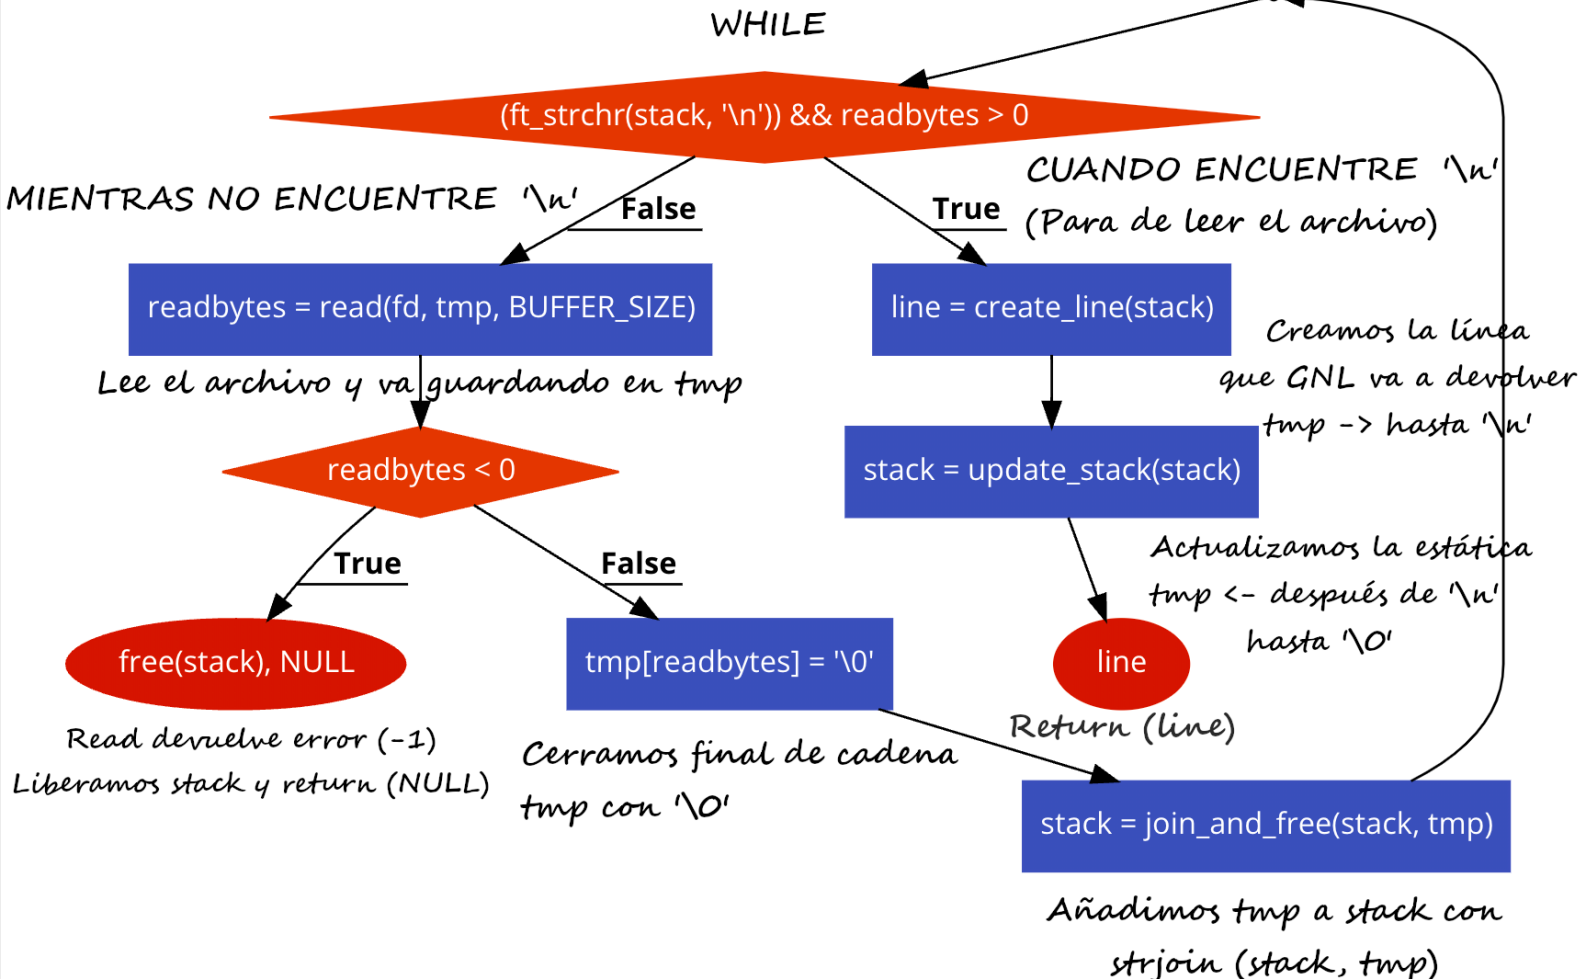 WHILE
(ft_strchr(stack, '\n')) && readbytes > 0
MIENTRAS NO ENCUENTRE '\n'
False
True
CUANDO ENCUENTRE '\n'
(Para de leer el archivo)
readbytes = read(fd, tmp, BUFFER_SIZE)
line = create_line(stack)
Lee el archivo y va guardando en tmp
Creamos la línea
que GNL va a devolver
tmp -> hasta '\n'
readbytes < 0
stack = update_stack(stack)
True
False
Actualizamos la estática
tmp <- después de '\n'
hasta '\0'
free(stack), NULL
tmp[readbytes] = '\0'
line
Read devuelve error (-1)
Liberamos stack y return (NULL)
Cerramos final de cadena
tmp con '\0'
Return (line)
stack = join_and_free(stack, tmp)
Añadimos tmp a stack con
strjoin (stack, tmp)